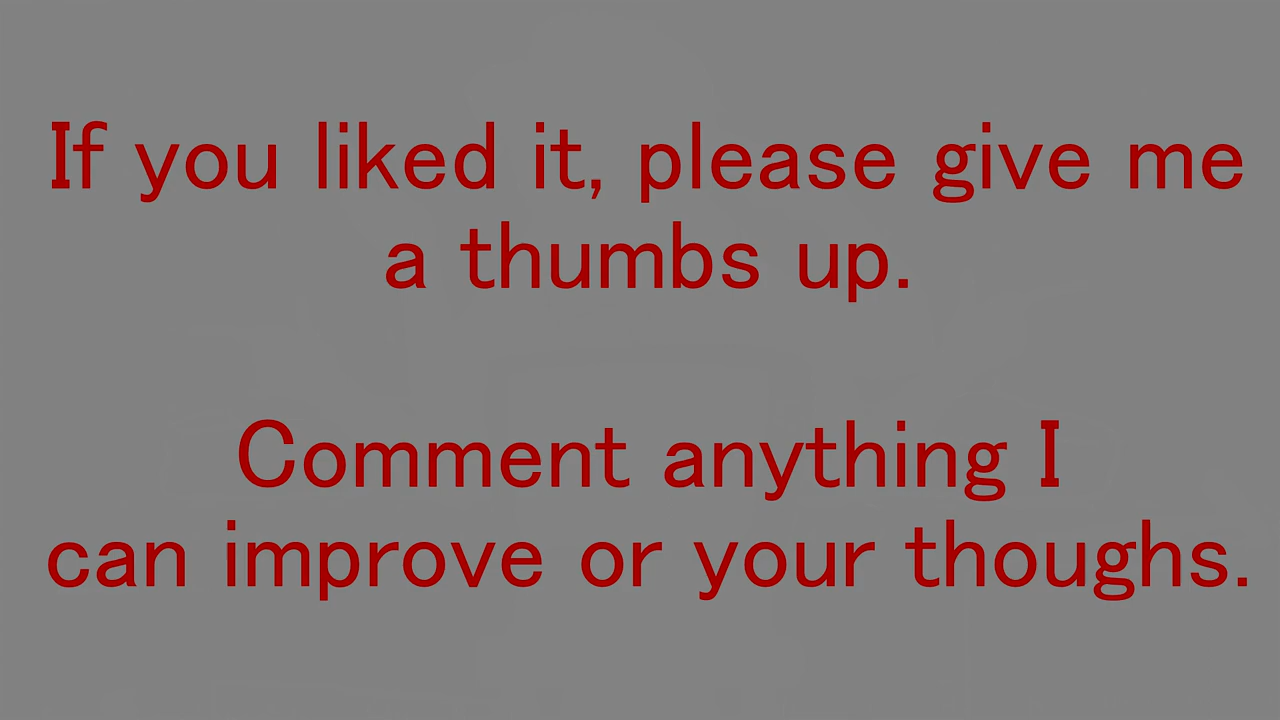 If you liked it, please give me
a thumbs up.
Comment anything I
can improve or your thoughs.